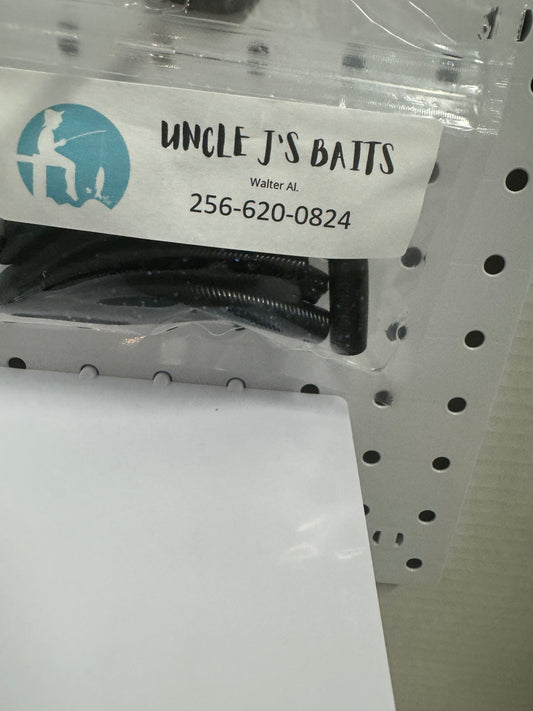 UNCLE J'S BAITS
Walter Al.
256-620-0824